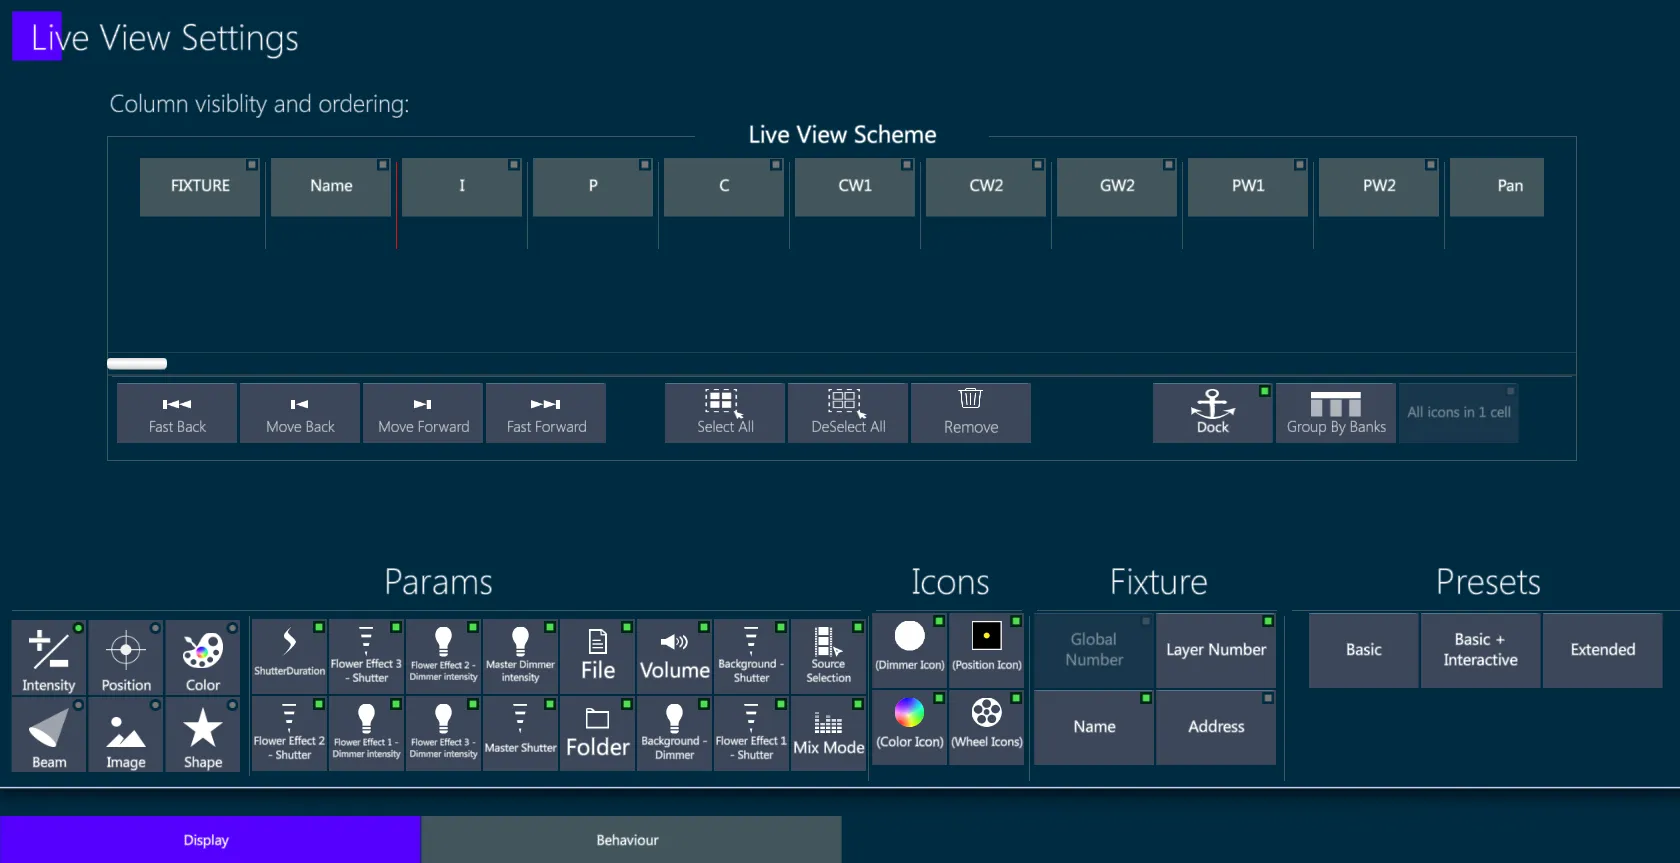 Live View Settings
Column visiblity and ordering:
Live View Scheme
FIXTURE
Name
I
P
C
CW1
CW2
GW2
PW1
PW2
Pan
Fast Back
Move Back
Move Forward
Fast Forward
Select All
DeSelect All
Remove
Dock
Group By Banks
All icons in 1 cell
Params
Icons
Fixture
Presets
Intensity
Position
Color
ShutterDuration
Flower Effect 3
- Shutter
Flower Effect 2 -
Dimmer intensity
Master Dimmer
intensity
File
Volume
Background -
Shutter
Source
Selection
(Dimmer Icon)
(Position Icon)
Global
Number
Layer Number
Basic
Basic +
Interactive
Extended
Beam
Image
Shape
Flower Effect 2
- Shutter
Flower Effect 1 -
Dimmer intensity
Flower Effect 3 -
Dimmer intensity
Master Shutter
Folder
Background -
Dimmer
Flower Effect 1
- Shutter
Mix Mode
(Color Icon)
(Wheel Icons)
Name
Address
Display
Behaviour